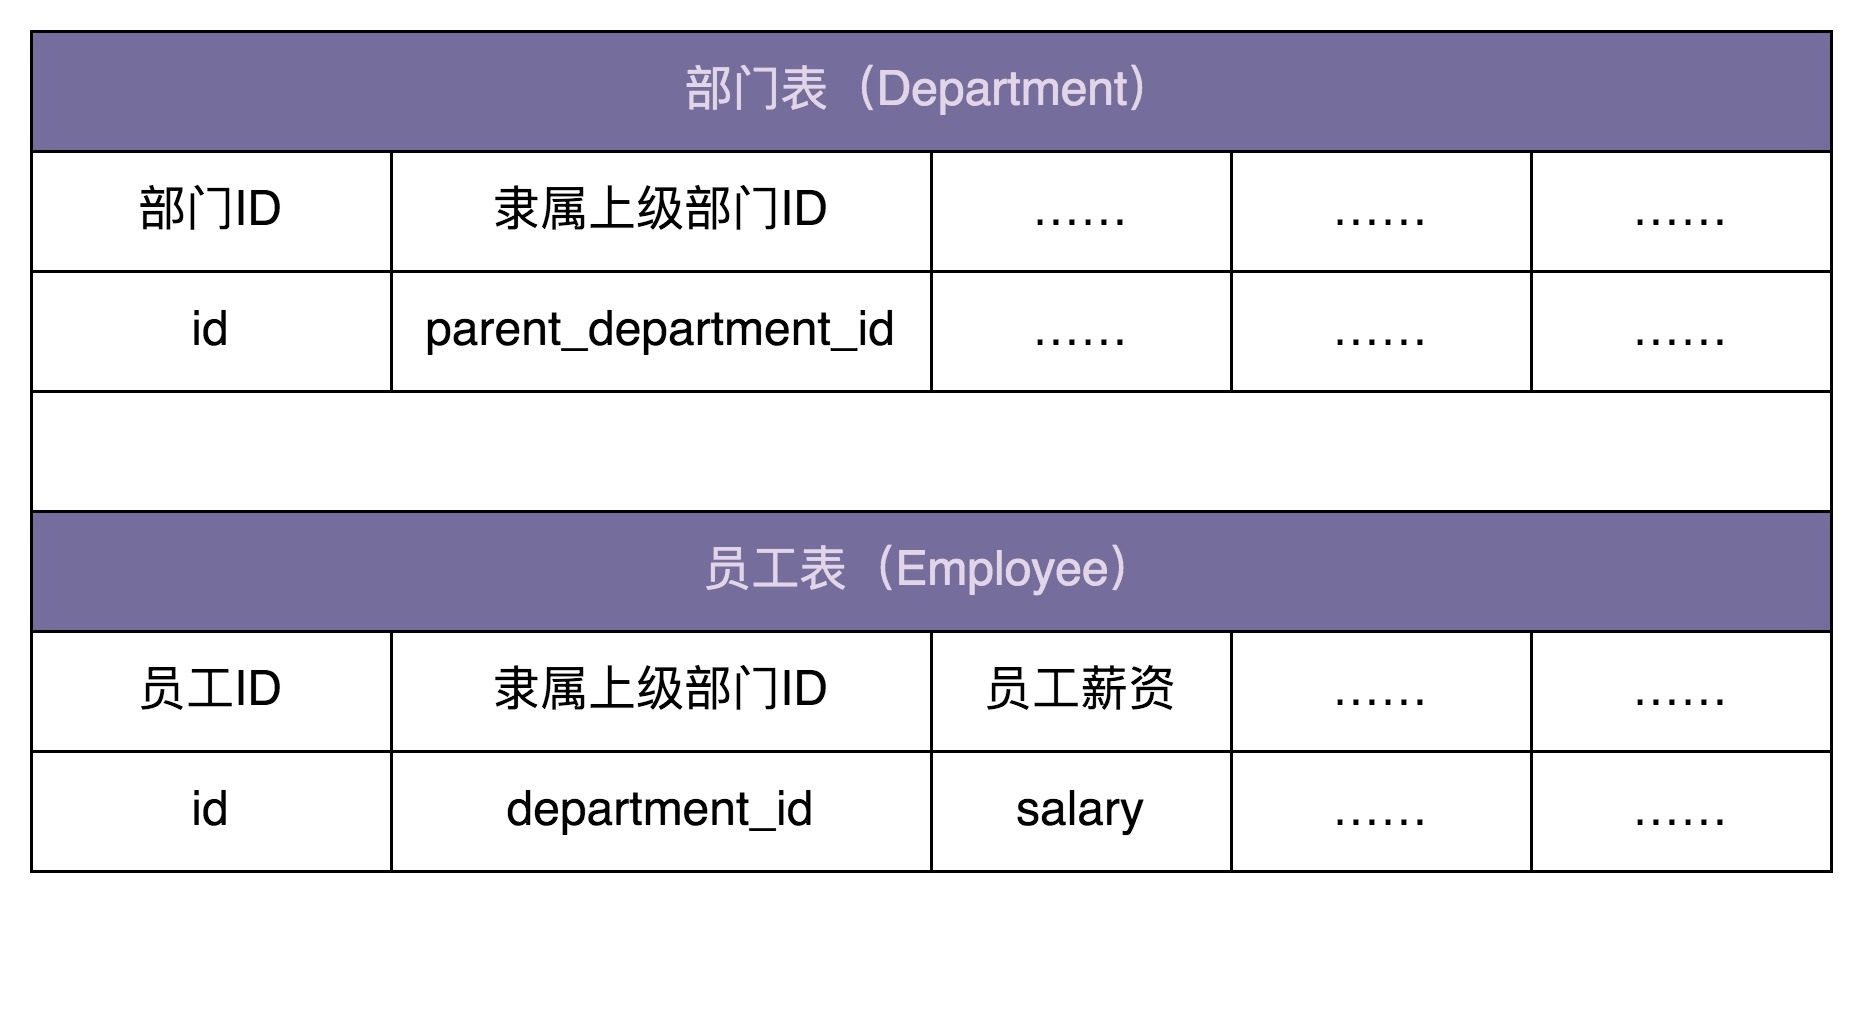 部门表（Department）
部门ID 隶属上级部门ID …… …… ……
id parent_department_id …… …… ……
员工表（Employee）
员工ID 隶属上级部门ID 员工薪资 …… ……
id department_id salary …… ……